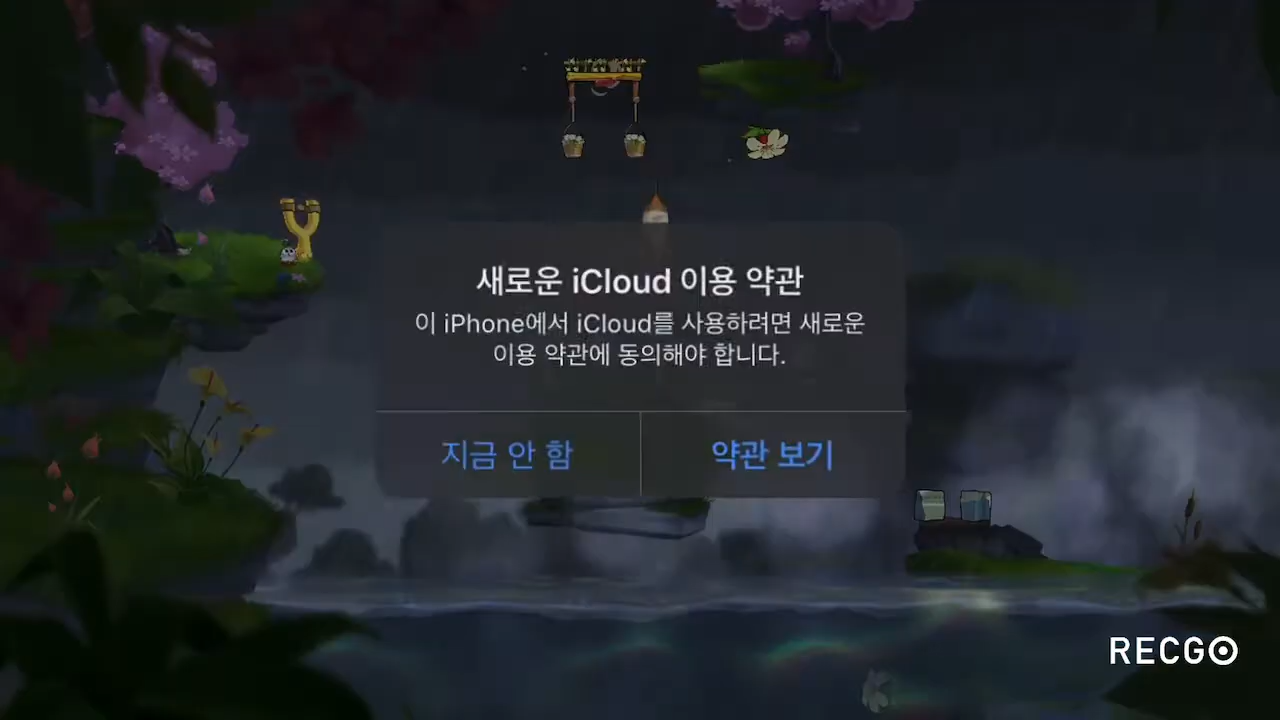 새로운 iCloud 이용 약관
이 iPhone에서 iCloud를 사용하려면 새로운
이용 약관에 동의해야 합니다.
지금 안 함
약관 보기
RECGO